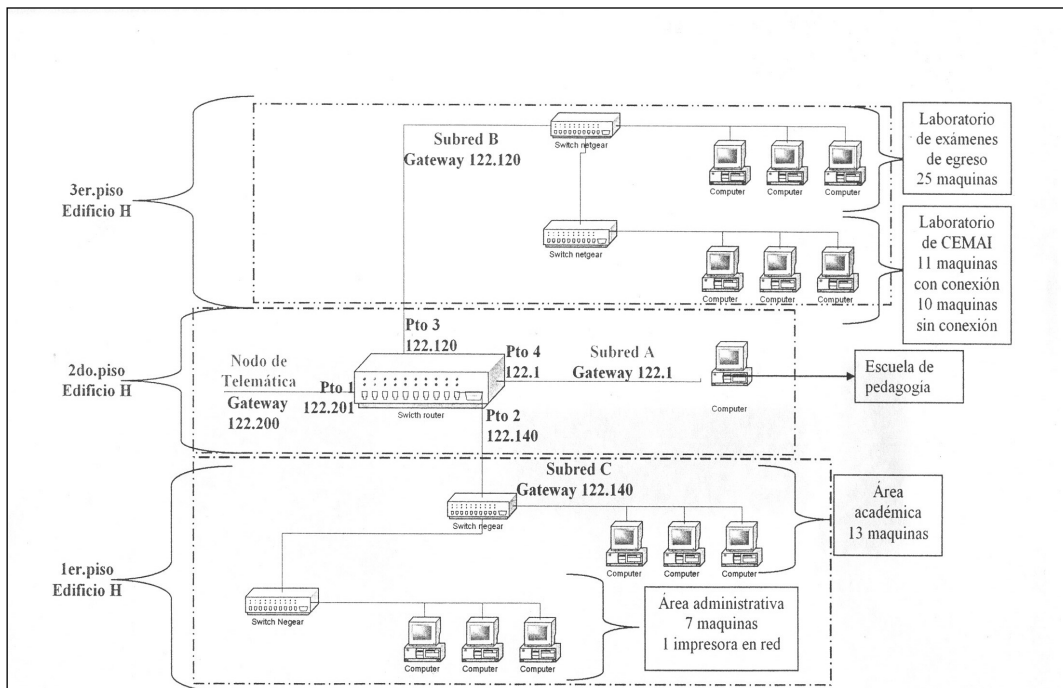 Subred B
Gateway 122.120
Switch netgear
Computer
Computer
Computer
Laboratorio
de exámenes
de egreso
25 maquinas
3er.piso
Edificio H
Switch netgear
Computer
Computer
Computer
Laboratorio
de CEMAI
11 maquinas
con conexión
10 maquinas
sin conexión
2do.piso
Edificio H
Nodo de
Telemática
Gateway
122.200
Pto 1
122.201
Pto 3
122.120
Swicth router
Pto 4
122.1
Pto 2
122.140
Subred A
Gateway 122.1
Computer
Escuela de
pedagogía
1er.piso
Edificio H
Subred C
Gateway 122.140
Switch negear
Computer
Computer
Computer
Área
académica
13 maquinas
Switch Negear
Computer
Computer
Computer
Área administrativa
7 maquinas
1 impresora en red